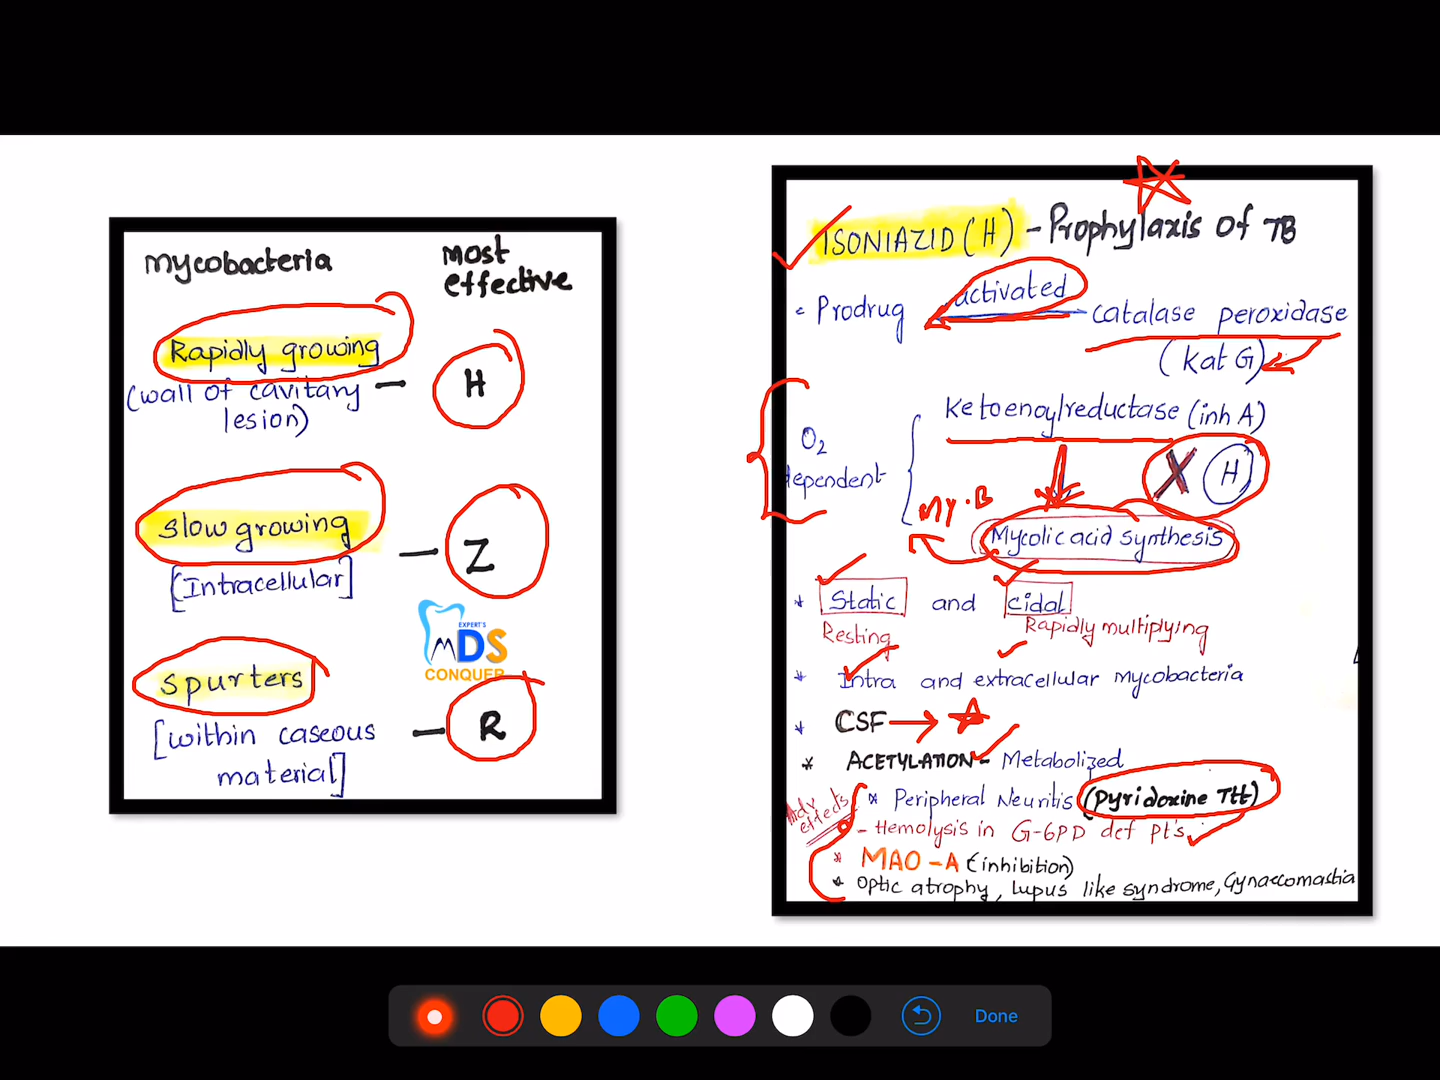 mycobacteria
most effective
Rapidly growing
(wall of cavitary lesion)
— H
slow growing
[Intracellular]
— Z
EXPERT'S
MDS
CONQUER
spurters
[within caseous material]
— R
ISONIAZID (H) - Prophylaxis of TB
Prodrug activated catalase peroxidase
(Kat G)
Ketoenoylreductase (inh A)
O2 dependent
X H
My.B
Mycolic acid synthesis
* Static and cidal
Resting Rapidly multiplying
* Intra and extracellular mycobacteria
* CSF →
* ACETYLATION - Metabolized
Adv effects
* Peripheral Neuritis (pyridoxine Ttt)
- Hemolysis in G-6PD def pt's
* MAO-A (inhibition)
* optic atrophy, Lupus like syndrome, Gynaecomastia
Done